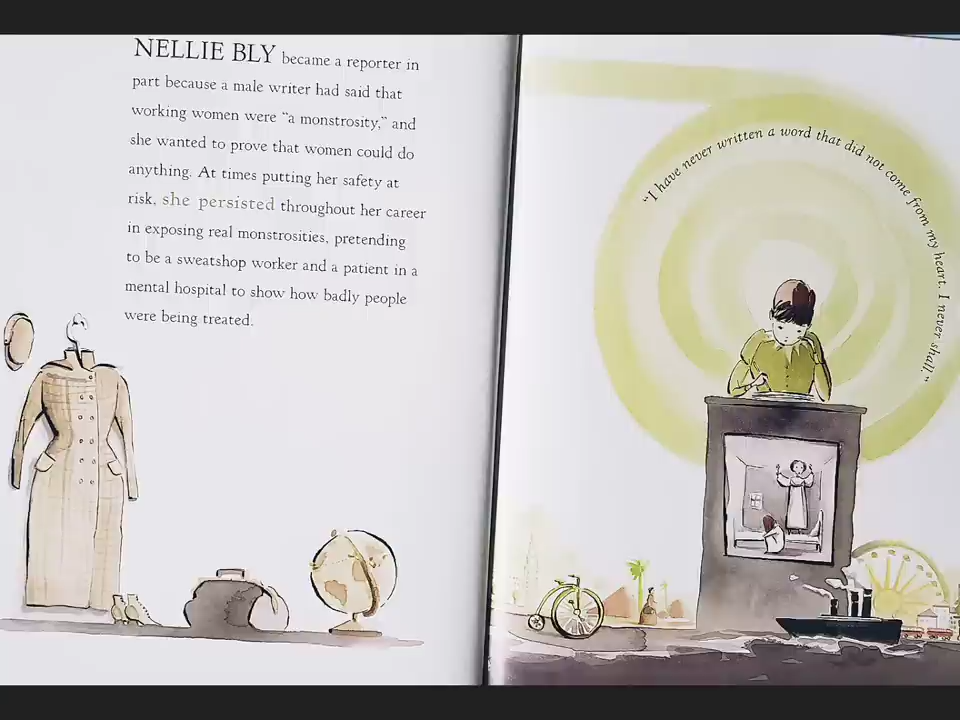 NELLIE BLY became a reporter in
part because a male writer had said that
working women were “a monstrosity,” and
she wanted to prove that women could do
anything. At times putting her safety at
risk, she persisted throughout her career
in exposing real monstrosities, pretending
to be a sweatshop worker and a patient in a
mental hospital to show how badly people
were being treated.
“I have never written a word that did not come from my heart. I never shall.”